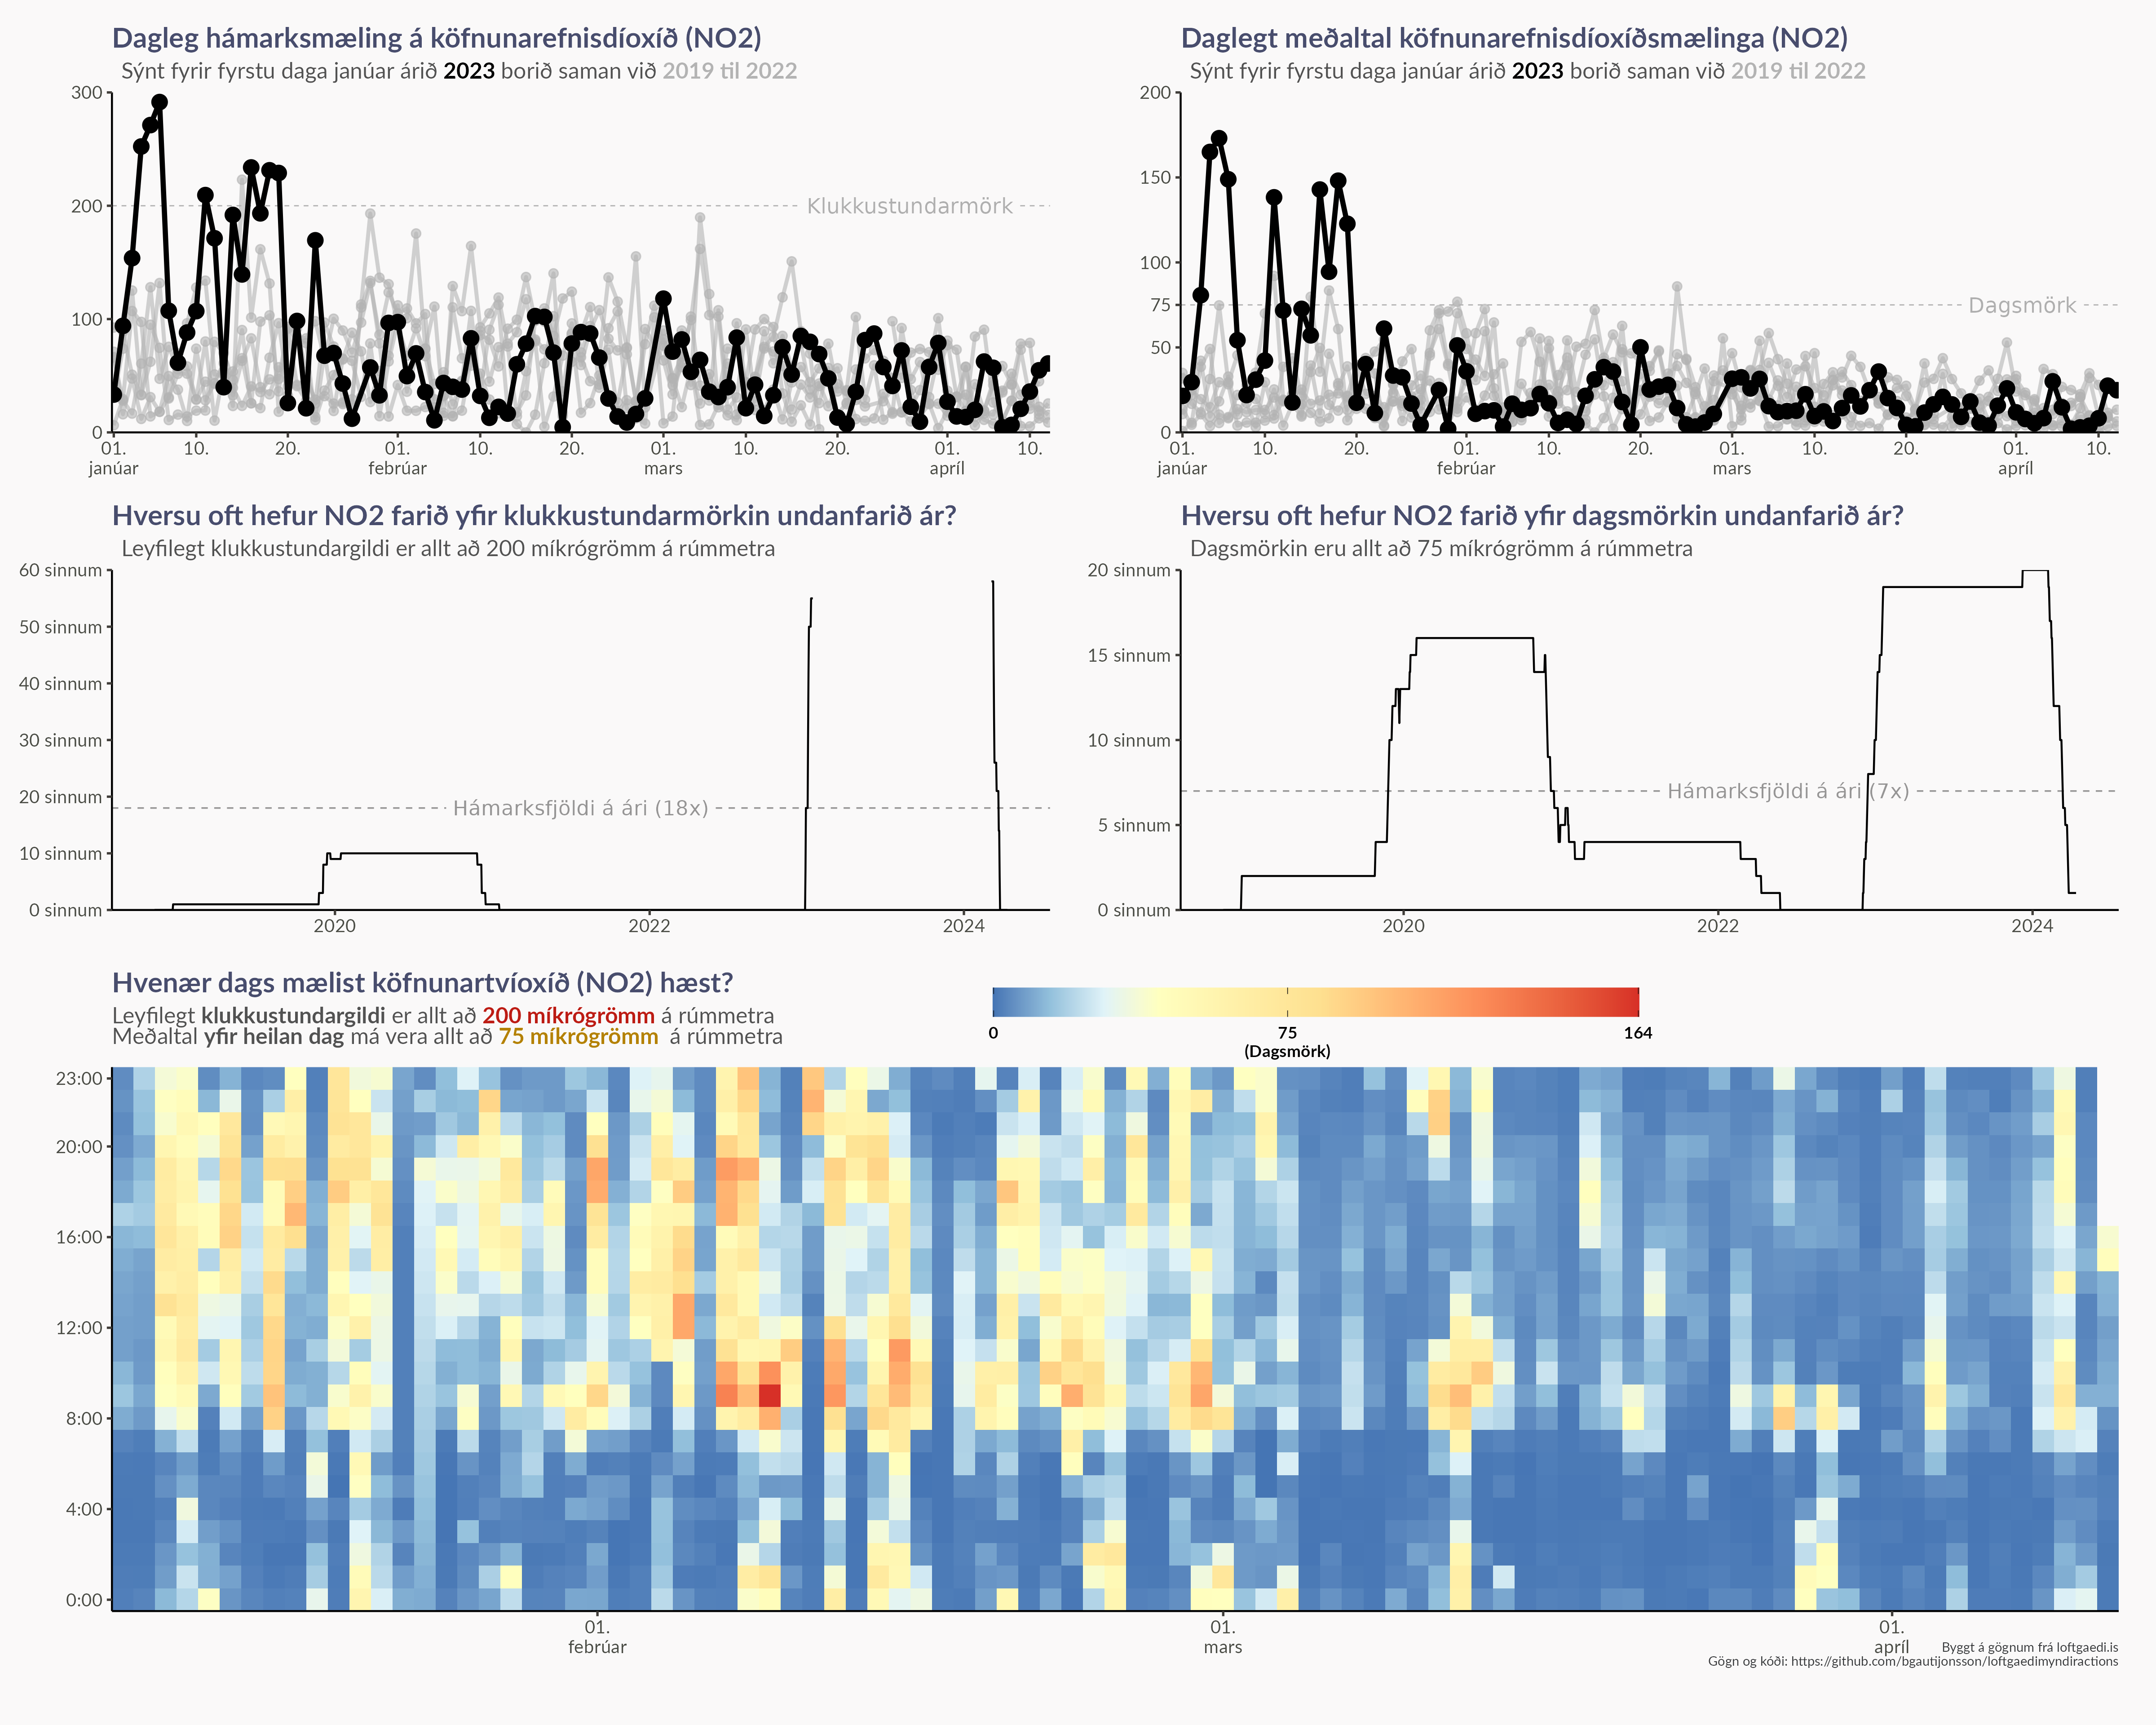 Dagleg hámarksmæling á köfnunarefnisdíoxíð (NO2)
Sýnt fyrir fyrstu daga janúar árið 2023 borið saman við 2019 til 2022
300
200
100
0
Klukkustundarmörk
01. 10. 20. 01. 10. 20. 01. 10. 20. 01. 10.
janúar febrúar mars apríl
Daglegt meðaltal köfnunarefnisdíoxíðsmælinga (NO2)
Sýnt fyrir fyrstu daga janúar árið 2023 borið saman við 2019 til 2022
200
150
100
75
50
0
Dagsmörk
01. 10. 20. 01. 10. 20. 01. 10. 20. 01. 10.
janúar febrúar mars apríl
Hversu oft hefur NO2 farið yfir klukkustundarmörkin undanfarið ár?
Leyfilegt klukkustundargildi er allt að 200 míkrógrömm á rúmmetra
60 sinnum
50 sinnum
40 sinnum
30 sinnum
20 sinnum
10 sinnum
0 sinnum
Hámarksfjöldi á ári (18x)
2020 2022 2024
Hversu oft hefur NO2 farið yfir dagsmörkin undanfarið ár?
Dagsmörkin eru allt að 75 míkrógrömm á rúmmetra
20 sinnum
15 sinnum
10 sinnum
5 sinnum
0 sinnum
Hámarksfjöldi á ári (7x)
2020 2022 2024
Hvenær dags mælist köfnunartvíoxíð (NO2) hæst?
Leyfilegt klukkustundargildi er allt að 200 míkrógrömm á rúmmetra
Meðaltal yfir heilan dag má vera allt að 75 míkrógrömm á rúmmetra
0 75 164
(Dagsmörk)
23:00
20:00
16:00
12:00
8:00
4:00
0:00
01. 01. 01.
febrúar mars apríl
Byggt á gögnum frá loftgaedi.is
Gögn og kóði: https://github.com/bgautijonsson/loftgaedimyndiractions